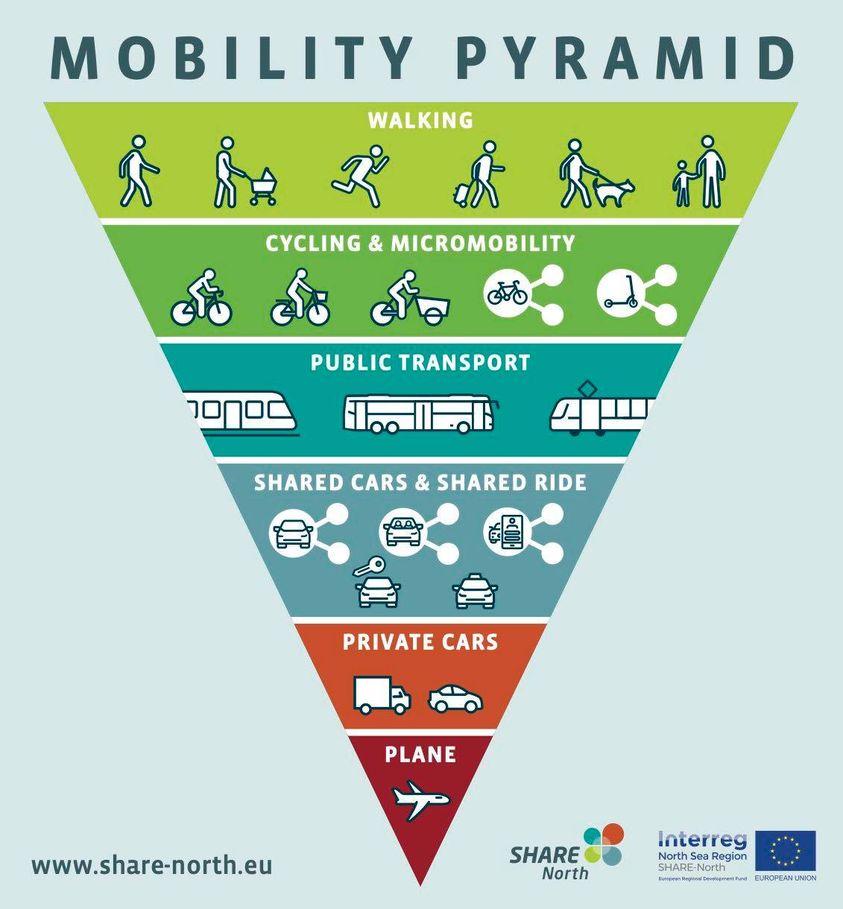 MOBILITY PYRAMID
WALKING
CYCLING & MICROMOBILITY
PUBLIC TRANSPORT
SHARED CARS & SHARED RIDE
PRIVATE CARS
PLANE
www.share-north.eu
SHARE
North
Interreg
North Sea Region
SHARE-North
European Regional Development Fund
EUROPEAN UNION